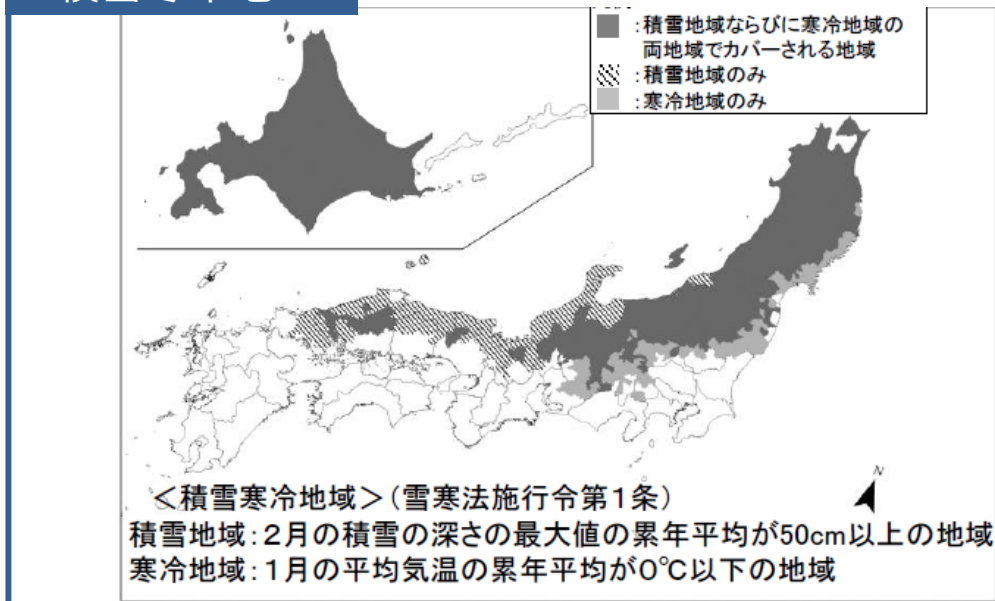 :積雪地域ならびに寒冷地域の
両地域でカバーされる地域
:積雪地域のみ
:寒冷地域のみ
N
<積雪寒冷地域>(雪寒法施行令第1条)
積雪地域:2月の積雪の深さの最大値の累年平均が50cm以上の地域
寒冷地域:1月の平均気温の累年平均が0℃以下の地域